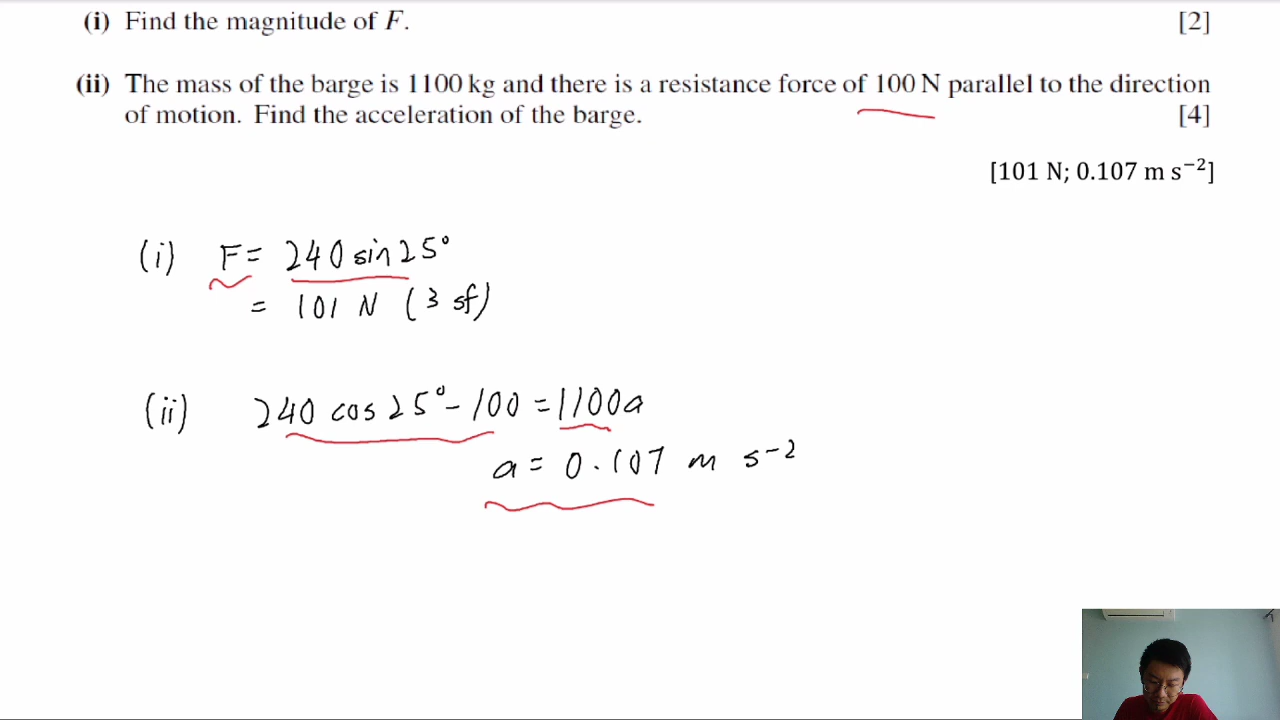 (i) Find the magnitude of F. [2]
(ii) The mass of the barge is 1100 kg and there is a resistance force of 100 N parallel to the direction
of motion. Find the acceleration of the barge. [4]
[101 N; 0.107 m s⁻²]
(i) F = 240 sin 25°
= 101 N (3 sf)
(ii) 240 cos 25° - 100 = 1100a
a = 0.107 m s⁻²